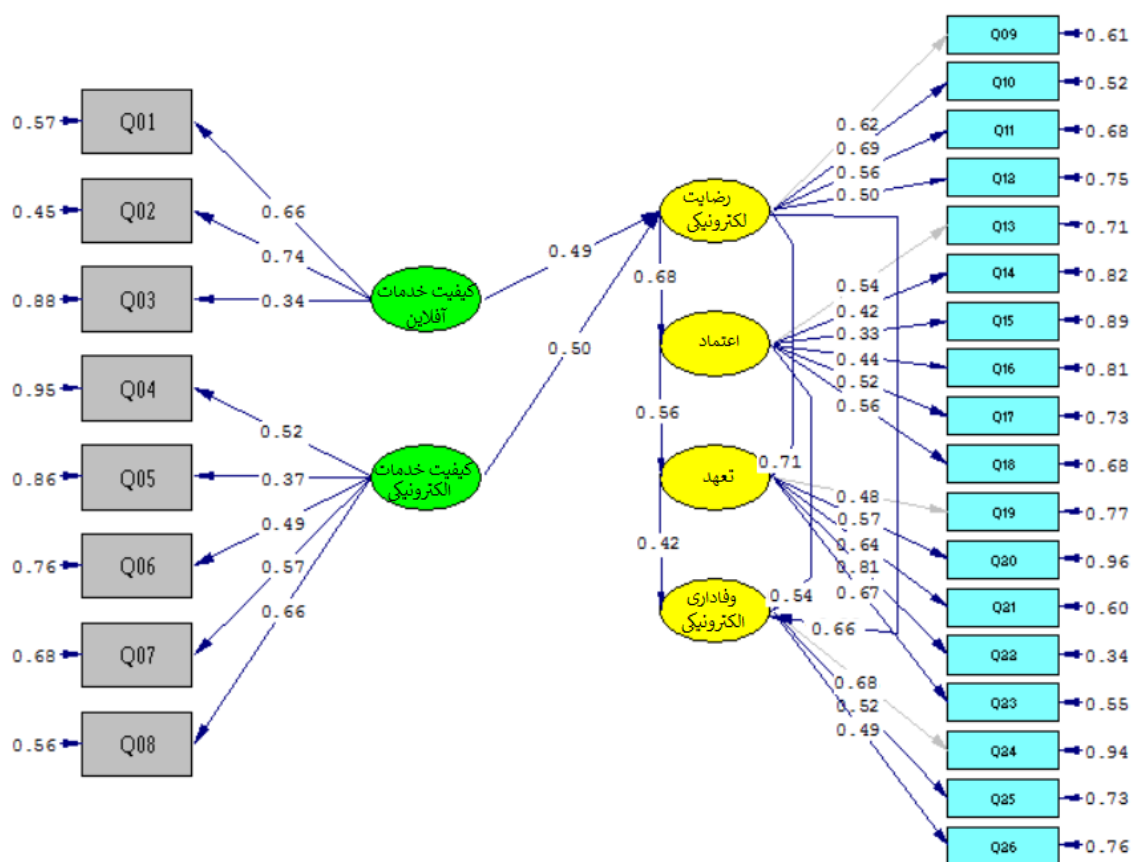 0.57
Q01
0.45
Q02
0.88
Q03
0.95
Q04
0.86
Q05
0.76
Q06
0.68
Q07
0.56
Q08
0.66
0.74
0.34
0.52
0.37
0.49
0.57
0.66
کیفیت خدمات
آفلاین
کیفیت خدمات
الکترونیکی
0.49
0.50
رضایت
لکترونیکی
0.68
اعتماد
0.56
تعهد
0.42
وفاداری
الکترونیکی
0.71
0.54
0.66
0.62
0.69
0.56
0.50
0.54
0.42
0.33
0.44
0.52
0.56
0.48
0.57
0.64
0.81
0.67
0.68
0.52
0.49
Q09
0.61
Q10
0.52
Q11
0.68
Q12
0.75
Q13
0.71
Q14
0.82
Q15
0.89
Q16
0.81
Q17
0.73
Q18
0.68
Q19
0.77
Q20
0.96
Q21
0.60
Q22
0.34
Q23
0.55
Q24
0.94
Q25
0.73
Q26
0.76